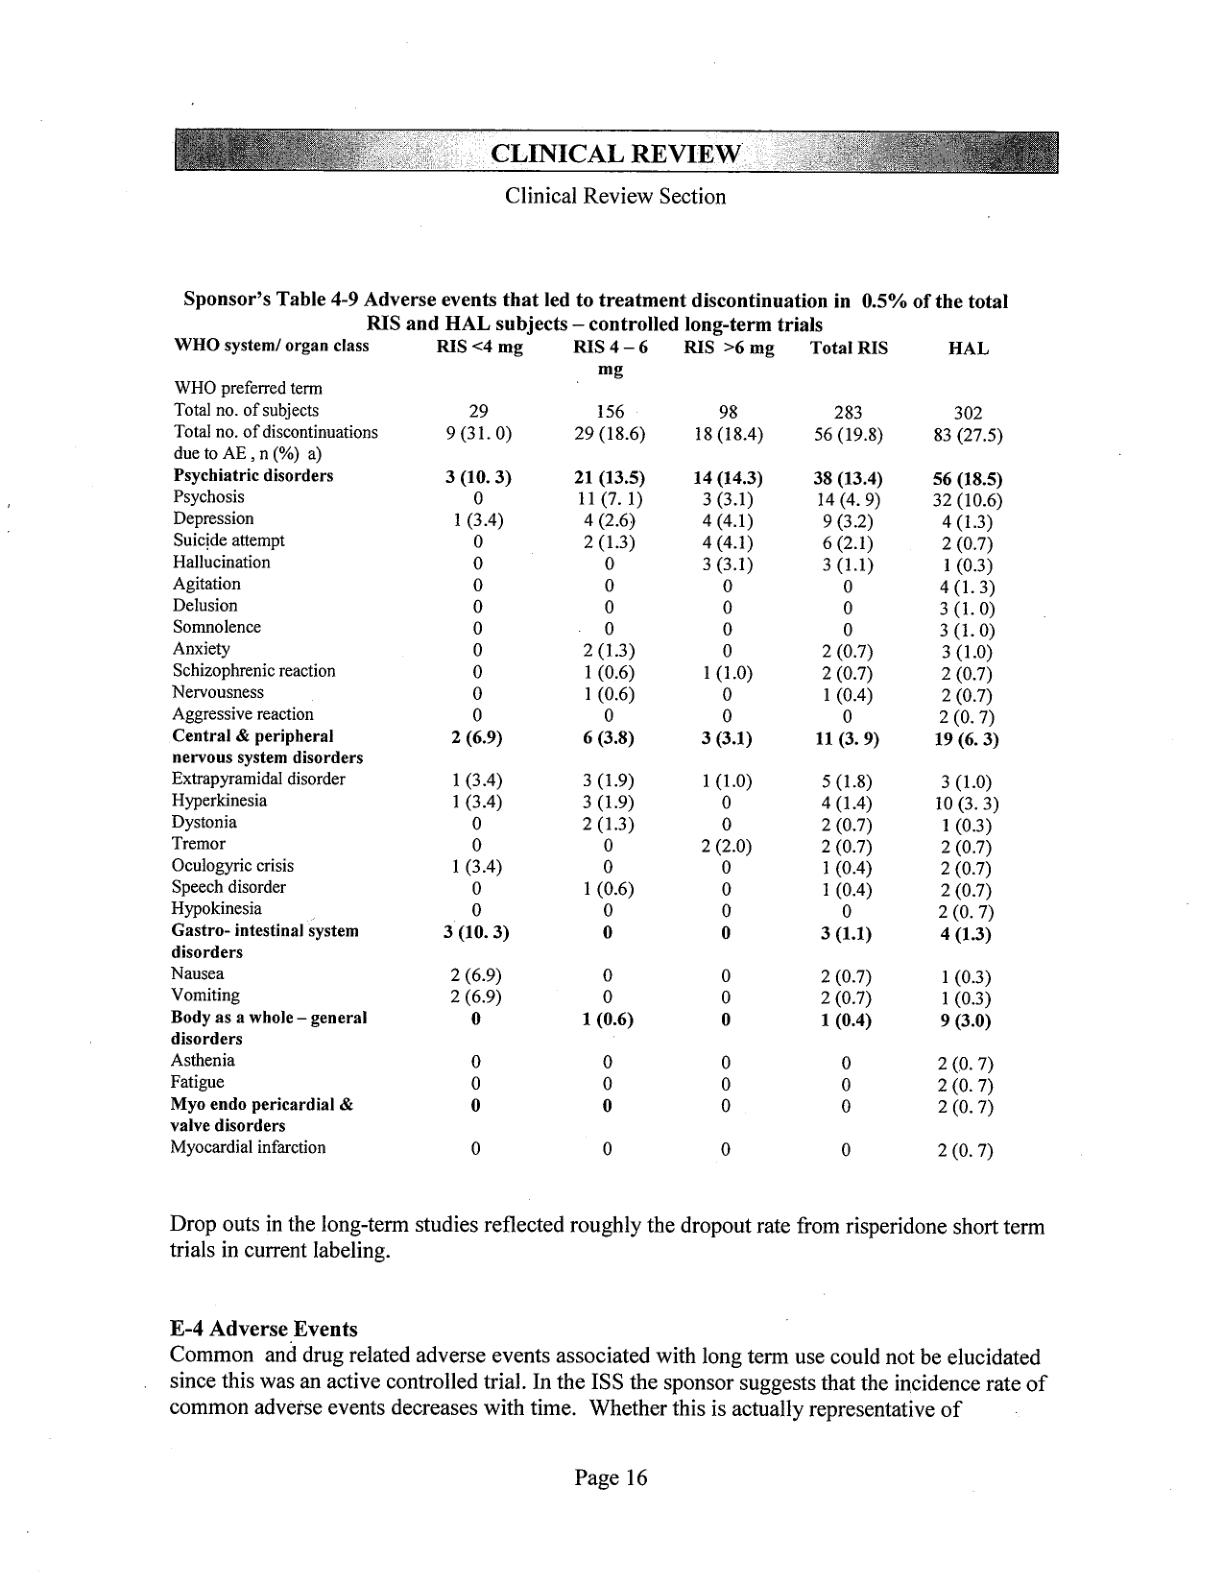 CLINICAL REVIEW
Clinical Review Section
Sponsor's Table 4-9 Adverse events that led to treatment discontinuation in 0.5% of the total
RIS and HAL subjects – controlled long-term trials
WHO system/ organ class RIS <4 mg RIS 4 – 6 RIS >6 mg Total RIS HAL
mg
WHO preferred term
Total no. of subjects 29 156 98 283 302
Total no. of discontinuations 9 (31. 0) 29 (18.6) 18 (18.4) 56 (19.8) 83 (27.5)
due to AE , n (%) a)
Psychiatric disorders 3 (10. 3) 21 (13.5) 14 (14.3) 38 (13.4) 56 (18.5)
Psychosis 0 11 (7. 1) 3 (3.1) 14 (4. 9) 32 (10.6)
Depression 1 (3.4) 4 (2.6) 4 (4.1) 9 (3.2) 4 (1.3)
Suicide attempt 0 2 (1.3) 4 (4.1) 6 (2.1) 2 (0.7)
Hallucination 0 0 3 (3.1) 3 (1.1) 1 (0.3)
Agitation 0 0 0 0 4 (1. 3)
Delusion 0 0 0 0 3 (1. 0)
Somnolence 0 0 0 0 3 (1. 0)
Anxiety 0 2 (1.3) 0 2 (0.7) 3 (1.0)
Schizophrenic reaction 0 1 (0.6) 1 (1.0) 2 (0.7) 2 (0.7)
Nervousness 0 1 (0.6) 0 1 (0.4) 2 (0.7)
Aggressive reaction 0 0 0 0 2 (0. 7)
Central & peripheral 2 (6.9) 6 (3.8) 3 (3.1) 11 (3. 9) 19 (6. 3)
nervous system disorders
Extrapyramidal disorder 1 (3.4) 3 (1.9) 1 (1.0) 5 (1.8) 3 (1.0)
Hyperkinesia 1 (3.4) 3 (1.9) 0 4 (1.4) 10 (3. 3)
Dystonia 0 2 (1.3) 0 2 (0.7) 1 (0.3)
Tremor 0 0 2 (2.0) 2 (0.7) 2 (0.7)
Oculogyric crisis 1 (3.4) 0 0 1 (0.4) 2 (0.7)
Speech disorder 0 1 (0.6) 0 1 (0.4) 2 (0.7)
Hypokinesia 0 0 0 0 2 (0. 7)
Gastro- intestinal system 3 (10. 3) 0 0 3 (1.1) 4 (1.3)
disorders
Nausea 2 (6.9) 0 0 2 (0.7) 1 (0.3)
Vomiting 2 (6.9) 0 0 2 (0.7) 1 (0.3)
Body as a whole – general 0 1 (0.6) 0 1 (0.4) 9 (3.0)
disorders
Asthenia 0 0 0 0 2 (0. 7)
Fatigue 0 0 0 0 2 (0. 7)
Myo endo pericardial & 0 0 0 0 2 (0. 7)
valve disorders
Myocardial infarction 0 0 0 0 2 (0. 7)
Drop outs in the long-term studies reflected roughly the dropout rate from risperidone short term
trials in current labeling.
E-4 Adverse Events
Common and drug related adverse events associated with long term use could not be elucidated
since this was an active controlled trial. In the ISS the sponsor suggests that the incidence rate of
common adverse events decreases with time. Whether this is actually representative of
Page 16